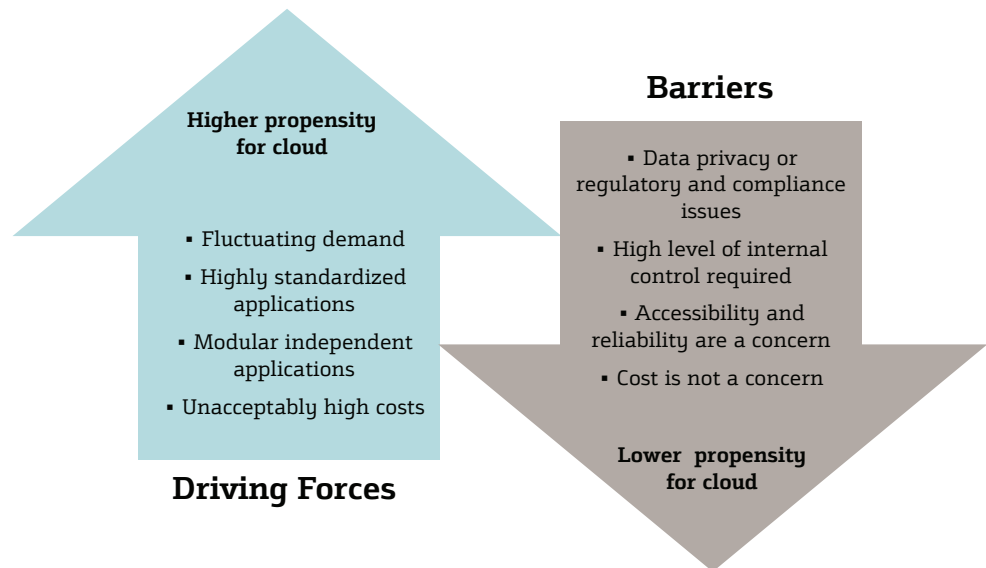 Higher propensity
for cloud
▪ Fluctuating demand
▪ Highly standardized
applications
▪ Modular independent
applications
▪ Unacceptably high costs
Driving Forces
Barriers
▪ Data privacy or
regulatory and compliance
issues
▪ High level of internal
control required
▪ Accessibility and
reliability are a concern
▪ Cost is not a concern
Lower propensity
for cloud